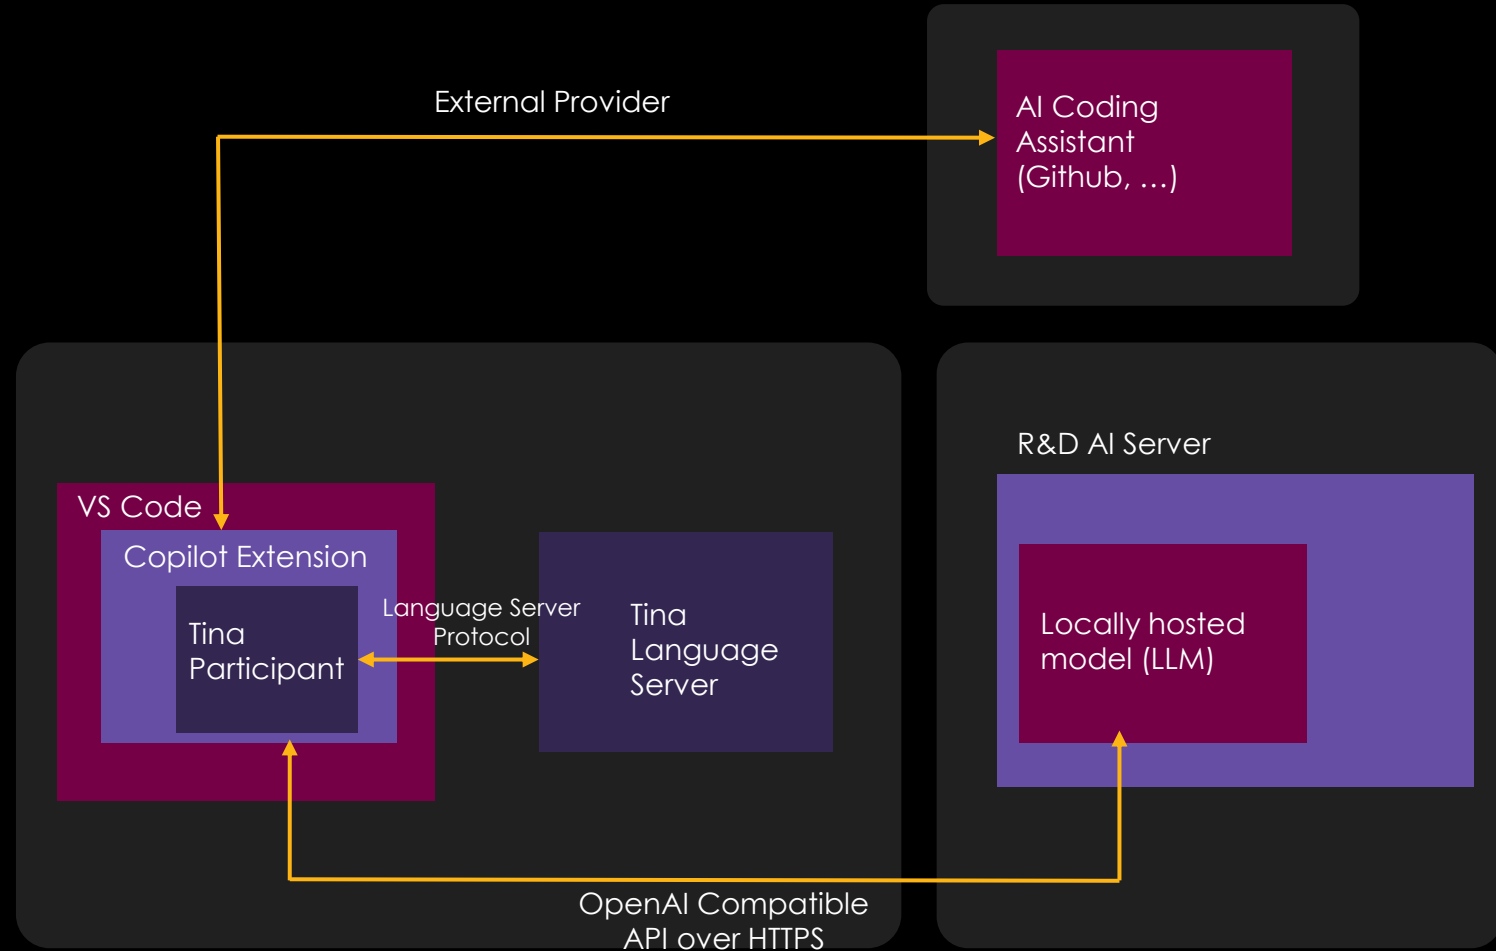 External Provider
AI Coding
Assistant
(Github, …)
R&D AI Server
VS Code
Copilot Extension
Tina
Participant
Language Server
Protocol
Tina
Language
Server
Locally hosted
model (LLM)
OpenAI Compatible
API over HTTPS